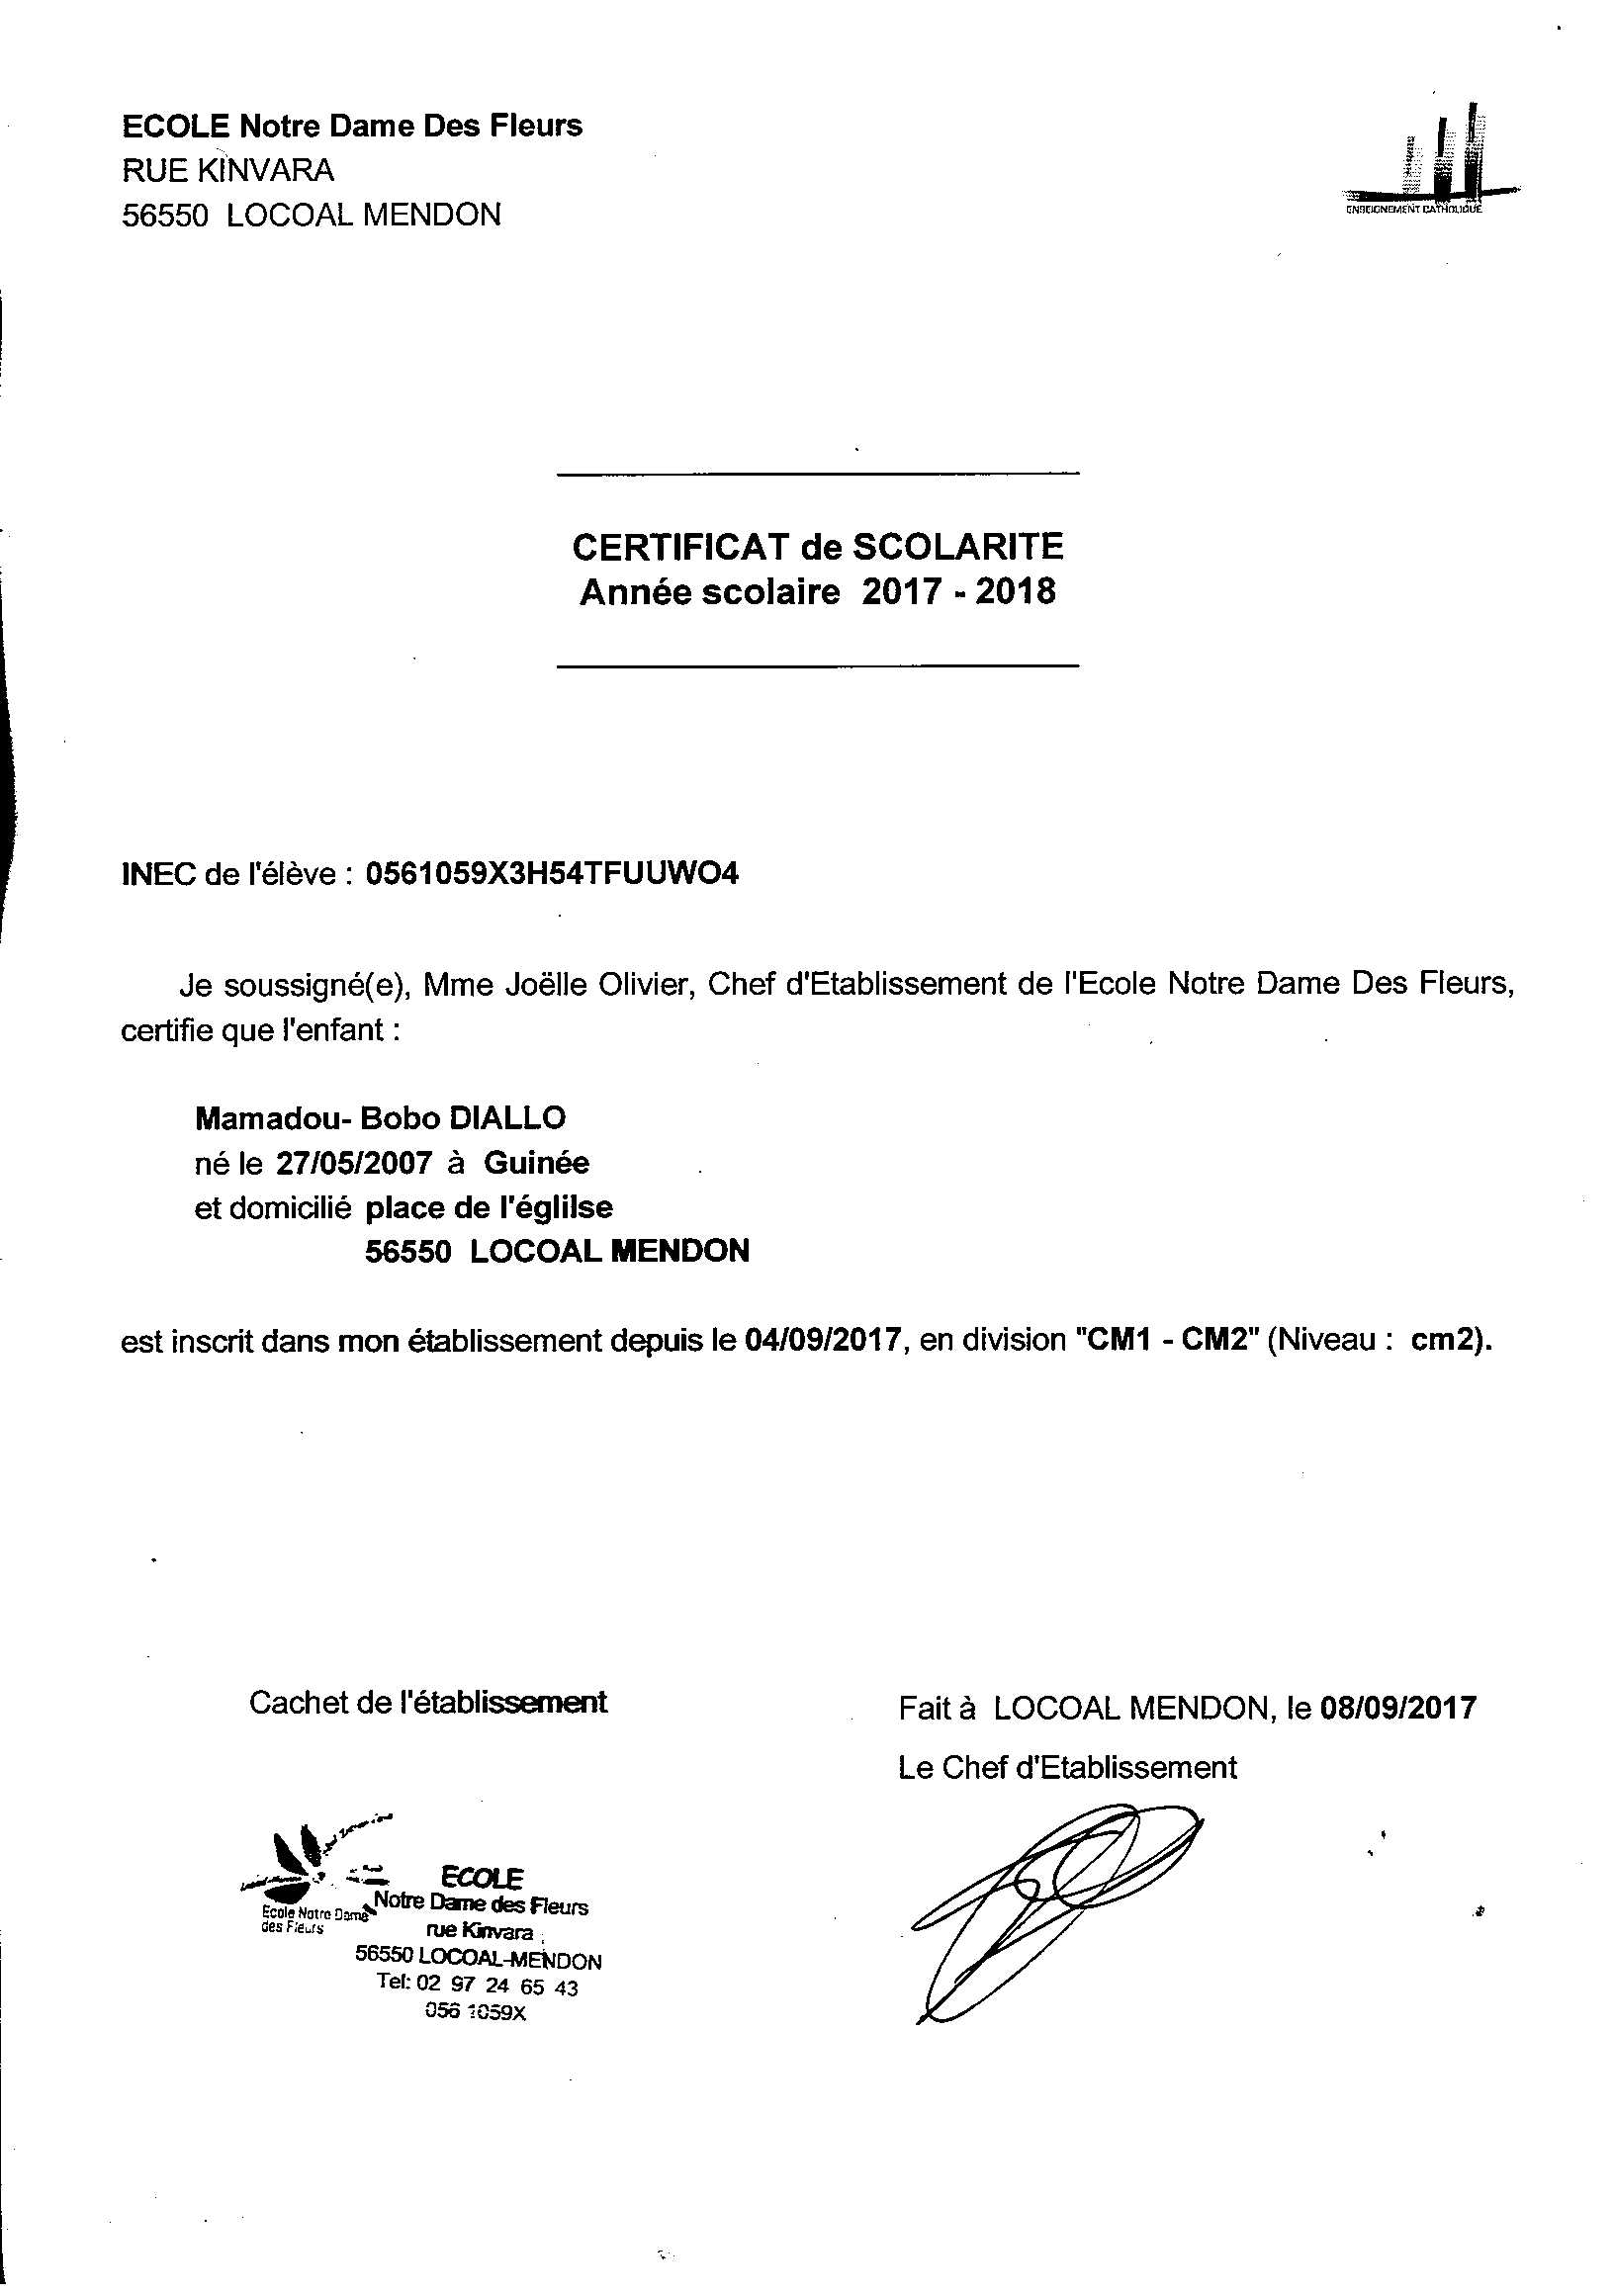 ECOLE Notre Dame Des Fleurs
RUE KINVARA
56550 LOCOAL MENDON
ENSEIGNEMENT CATHOLIQUE
CERTIFICAT de SCOLARITE
Année scolaire 2017 - 2018
INEC de l'élève : 0561059X3H54TFUUWO4
Je soussigné(e), Mme Joëlle Olivier, Chef d'Etablissement de l'Ecole Notre Dame Des Fleurs,
certifie que l'enfant :
Mamadou- Bobo DIALLO
né le 27/05/2007 à Guinée
et domicilié place de l'églilse
56550 LOCOAL MENDON
est inscrit dans mon établissement depuis le 04/09/2017, en division "CM1 - CM2" (Niveau : cm2).
Cachet de l'établissement
Fait à LOCOAL MENDON, le 08/09/2017
Le Chef d'Etablissement
Ecole Notre Dame
des Fleurs
ECOLE
Notre Dame des Fleurs
rue Kinvara
56550 LOCOAL-MENDON
Tel: 02 97 24 65 43
056 1059X